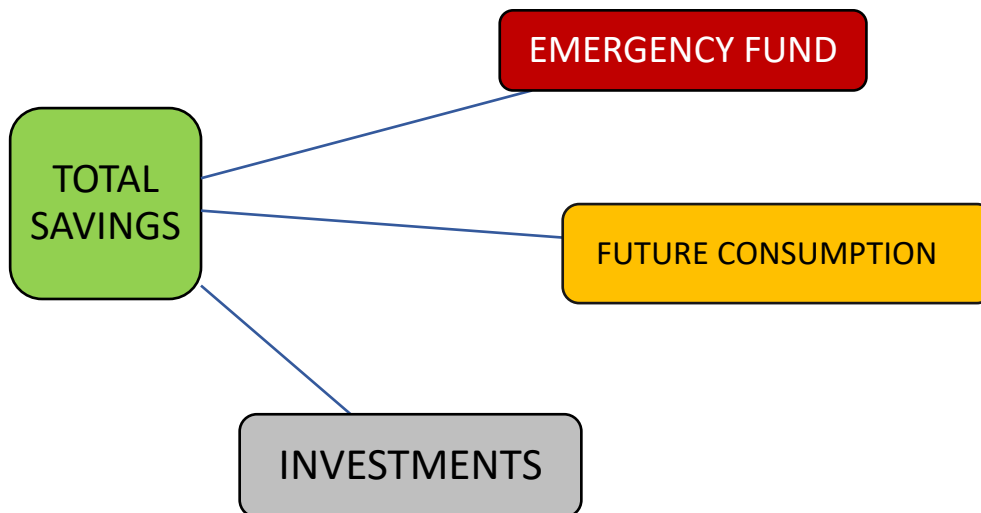 EMERGENCY FUND
TOTAL
SAVINGS
FUTURE CONSUMPTION
INVESTMENTS